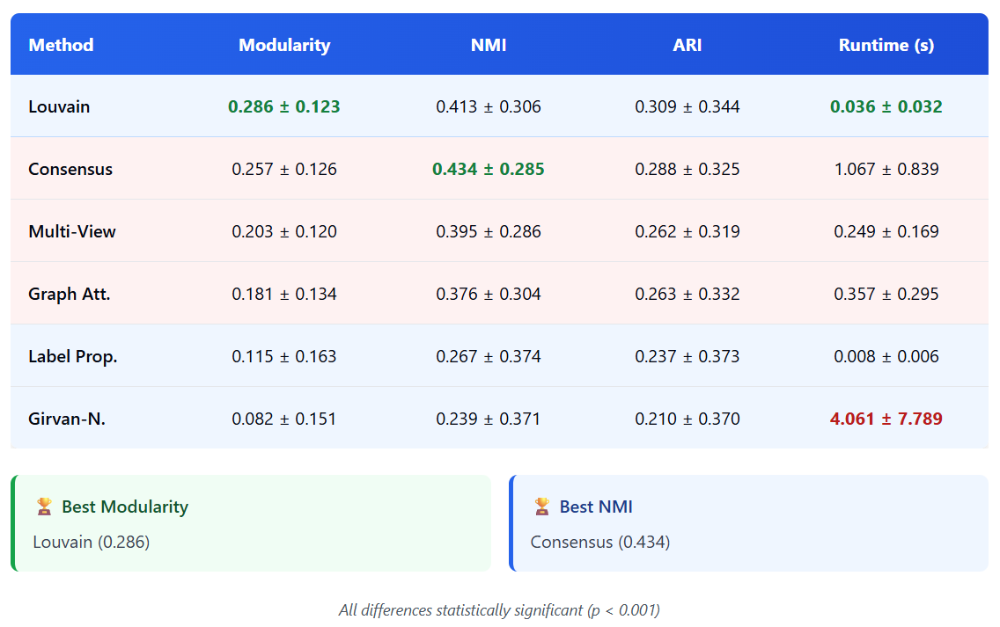 Method Modularity NMI ARI Runtime (s)
Louvain 0.286 ± 0.123 0.413 ± 0.306 0.309 ± 0.344 0.036 ± 0.032
Consensus 0.257 ± 0.126 0.434 ± 0.285 0.288 ± 0.325 1.067 ± 0.839
Multi-View 0.203 ± 0.120 0.395 ± 0.286 0.262 ± 0.319 0.249 ± 0.169
Graph Att. 0.181 ± 0.134 0.376 ± 0.304 0.263 ± 0.332 0.357 ± 0.295
Label Prop. 0.115 ± 0.163 0.267 ± 0.374 0.237 ± 0.373 0.008 ± 0.006
Girvan-N. 0.082 ± 0.151 0.239 ± 0.371 0.210 ± 0.370 4.061 ± 7.789
🏆 Best Modularity
Louvain (0.286)
🏆 Best NMI
Consensus (0.434)
All differences statistically significant (p < 0.001)